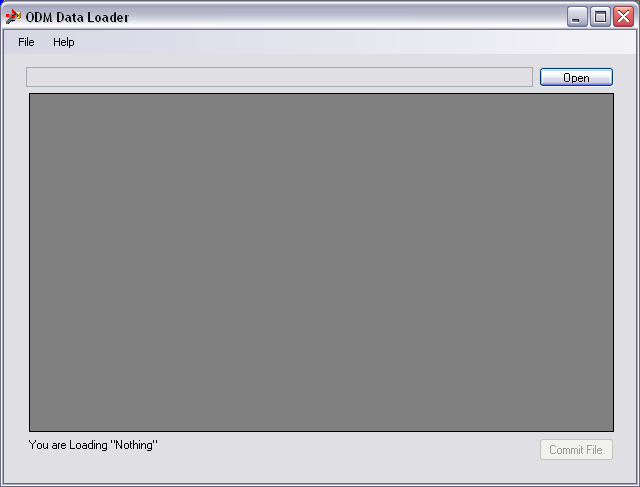 ODM Data Loader
File Help
Open
You are Loading "Nothing"
Commit File